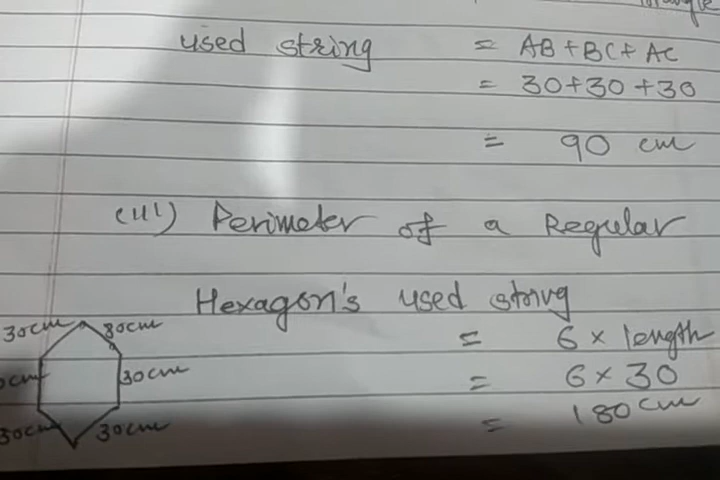 used string = AB+BC+AC
= 30+30+30
= 90 cm
(iii) Perimeter of a Regular
Hexagon's used string
30cm 30cm
= 6 × length
30cm
= 6 × 30
30cm 30cm
= 180 cm